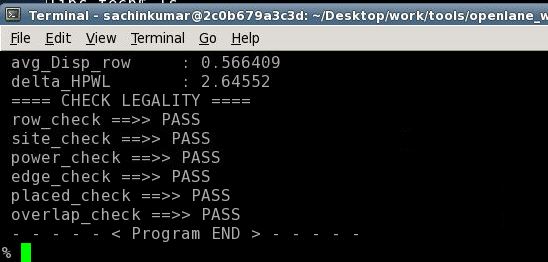 Terminal - sachinkumar@2c0b679a3c3d: ~/Desktop/work/tools/openlane_w
File Edit View Terminal Go Help
avg_Disp_row : 0.566409
delta_HPWL : 2.64552
==== CHECK LEGALITY ====
row_check ==>> PASS
site_check ==>> PASS
power_check ==>> PASS
edge_check ==>> PASS
placed_check ==>> PASS
overlap_check ==>> PASS
- - - - - < Program END > - - - - -
%